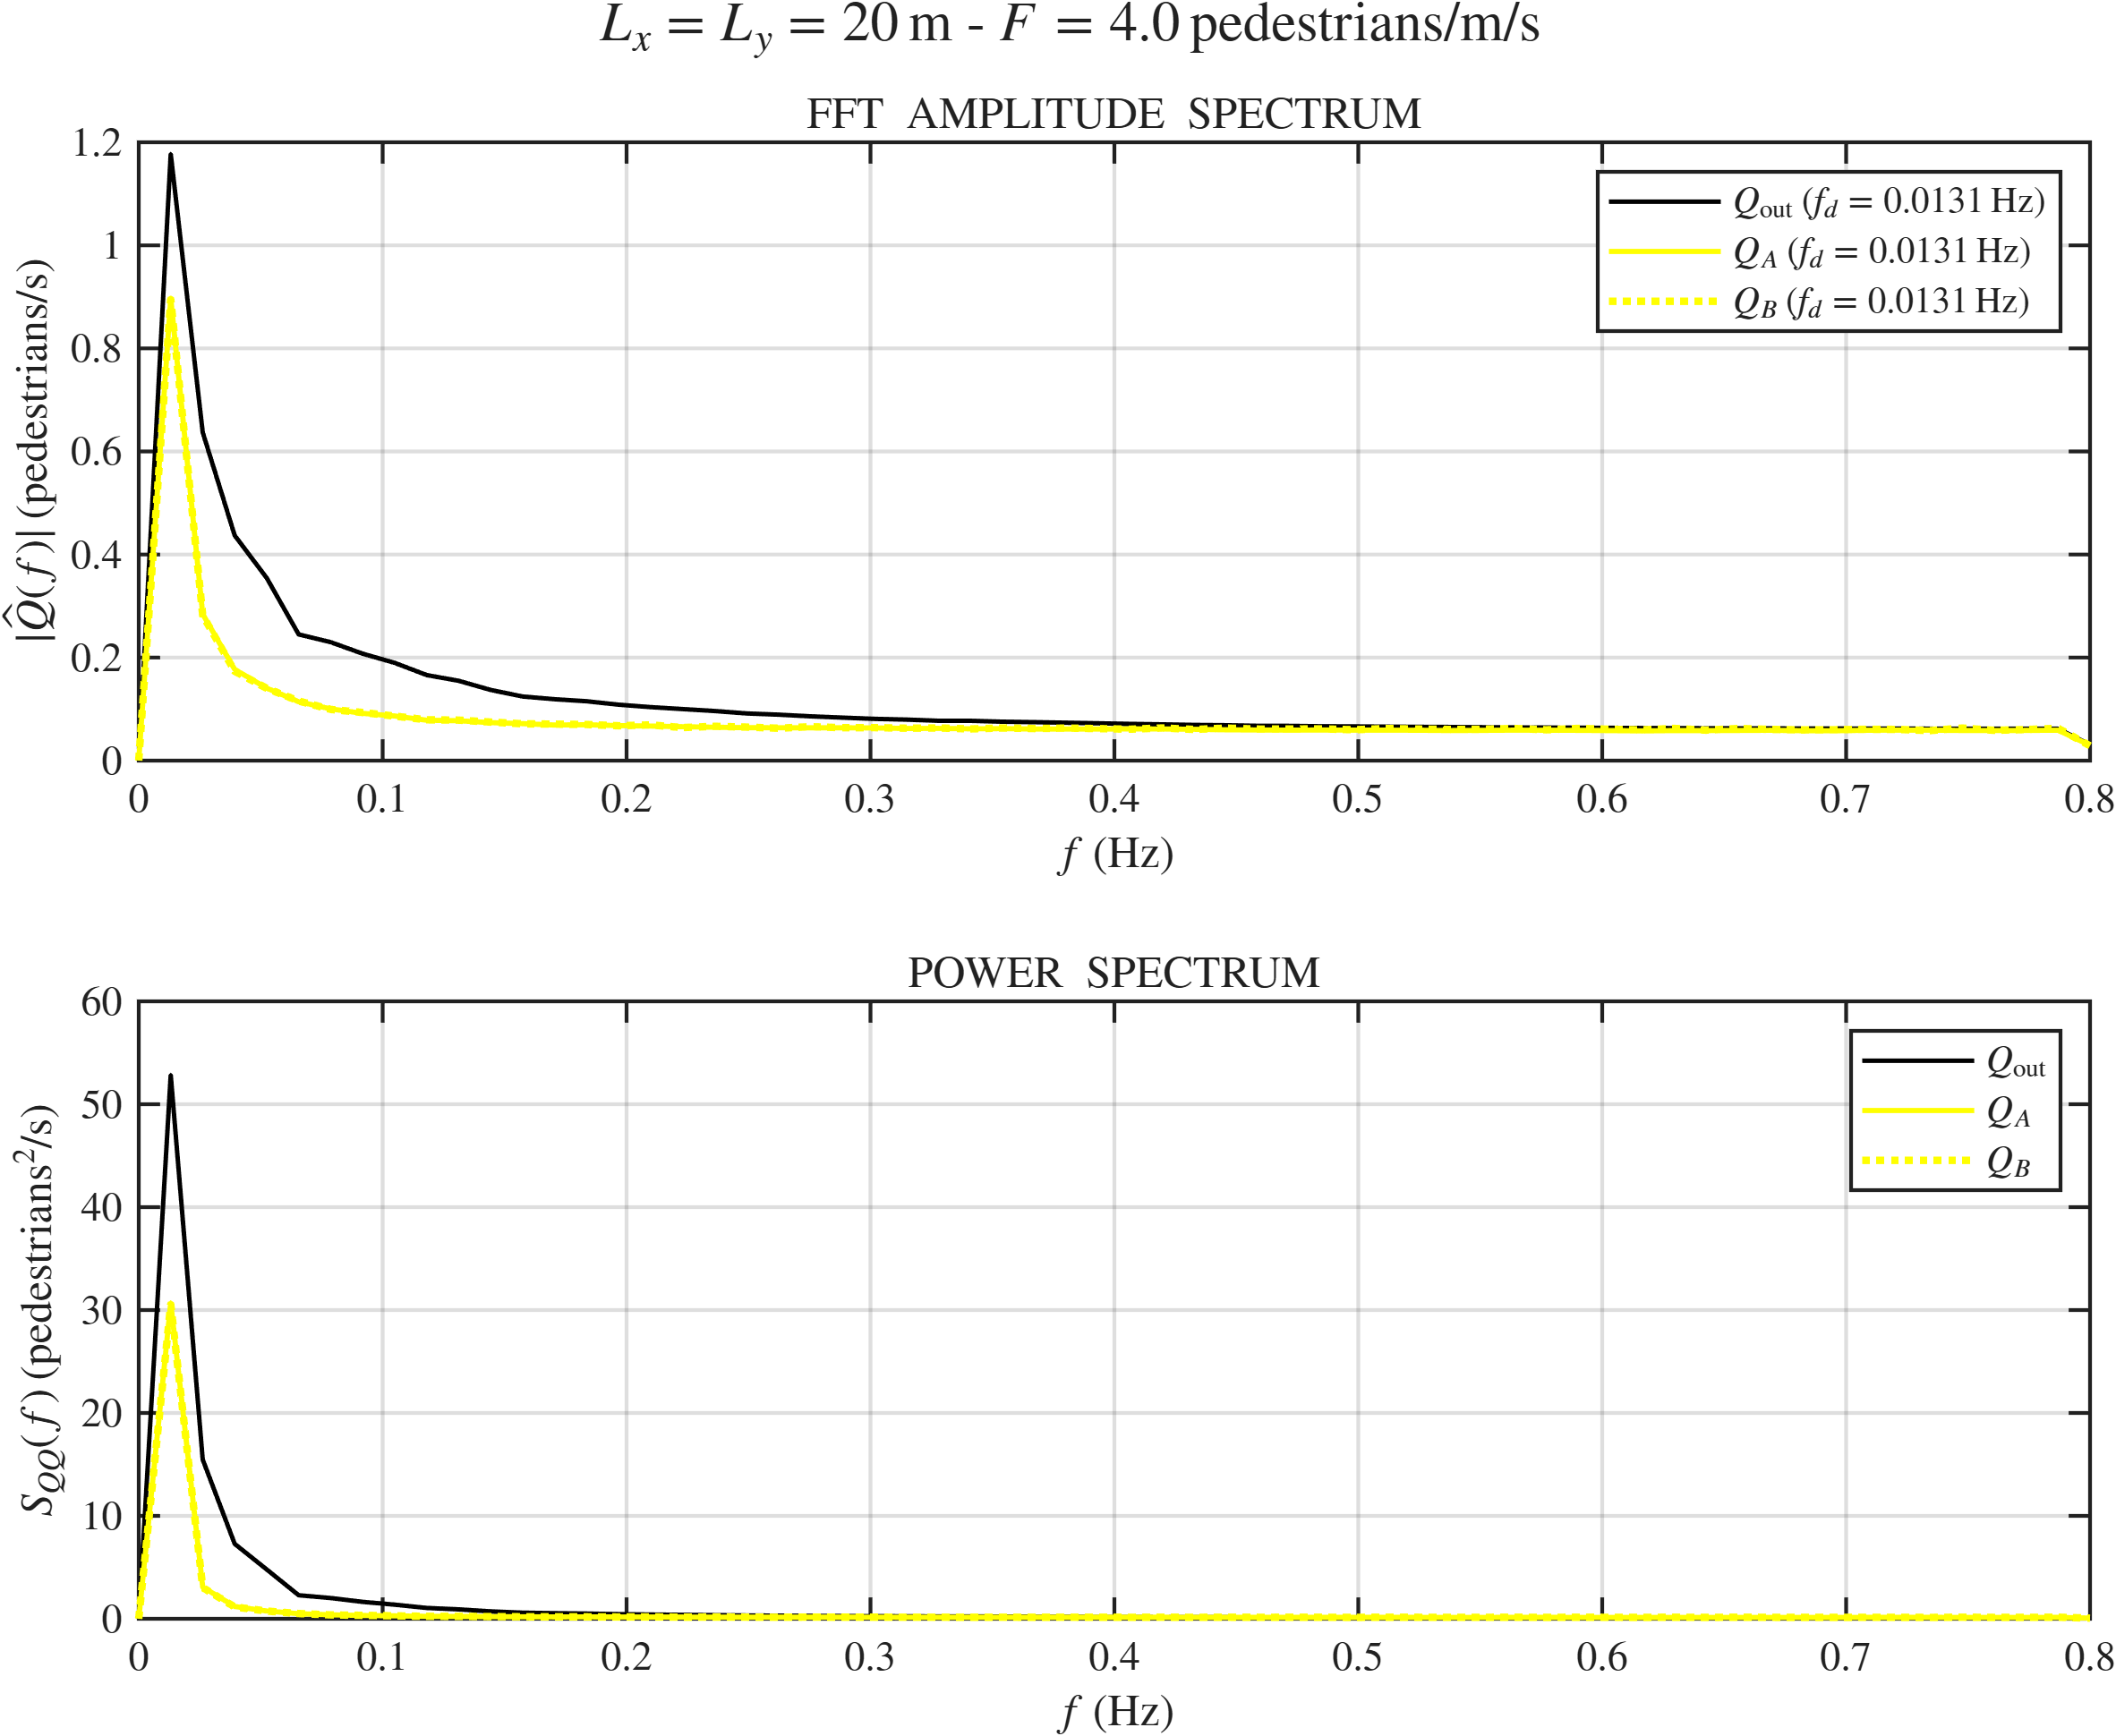 Lx = Ly = 20 m - F = 4.0 pedestrians/m/s
FFT AMPLITUDE SPECTRUM
|Q̂(f)| (pedestrians/s)
1.2
1
0.8
0.6
0.4
0.2
0
Qout (fd = 0.0131 Hz)
QA (fd = 0.0131 Hz)
QB (fd = 0.0131 Hz)
0 0.1 0.2 0.3 0.4 0.5 0.6 0.7 0.8
f (Hz)
POWER SPECTRUM
SQQ(f) (pedestrians²/s)
60
50
40
30
20
10
0
Qout
QA
QB
0 0.1 0.2 0.3 0.4 0.5 0.6 0.7 0.8
f (Hz)